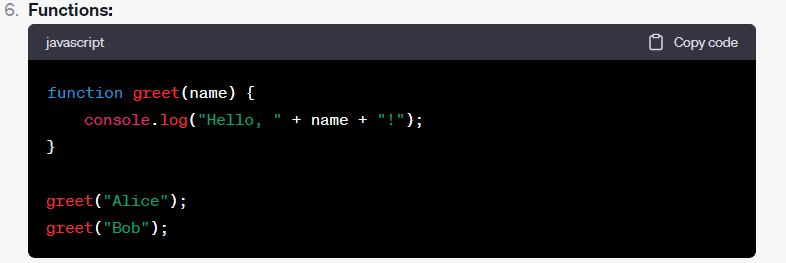 6. Functions:
javascript Copy code
function greet(name) {
    console.log("Hello, " + name + "!");
}
greet("Alice");
greet("Bob");